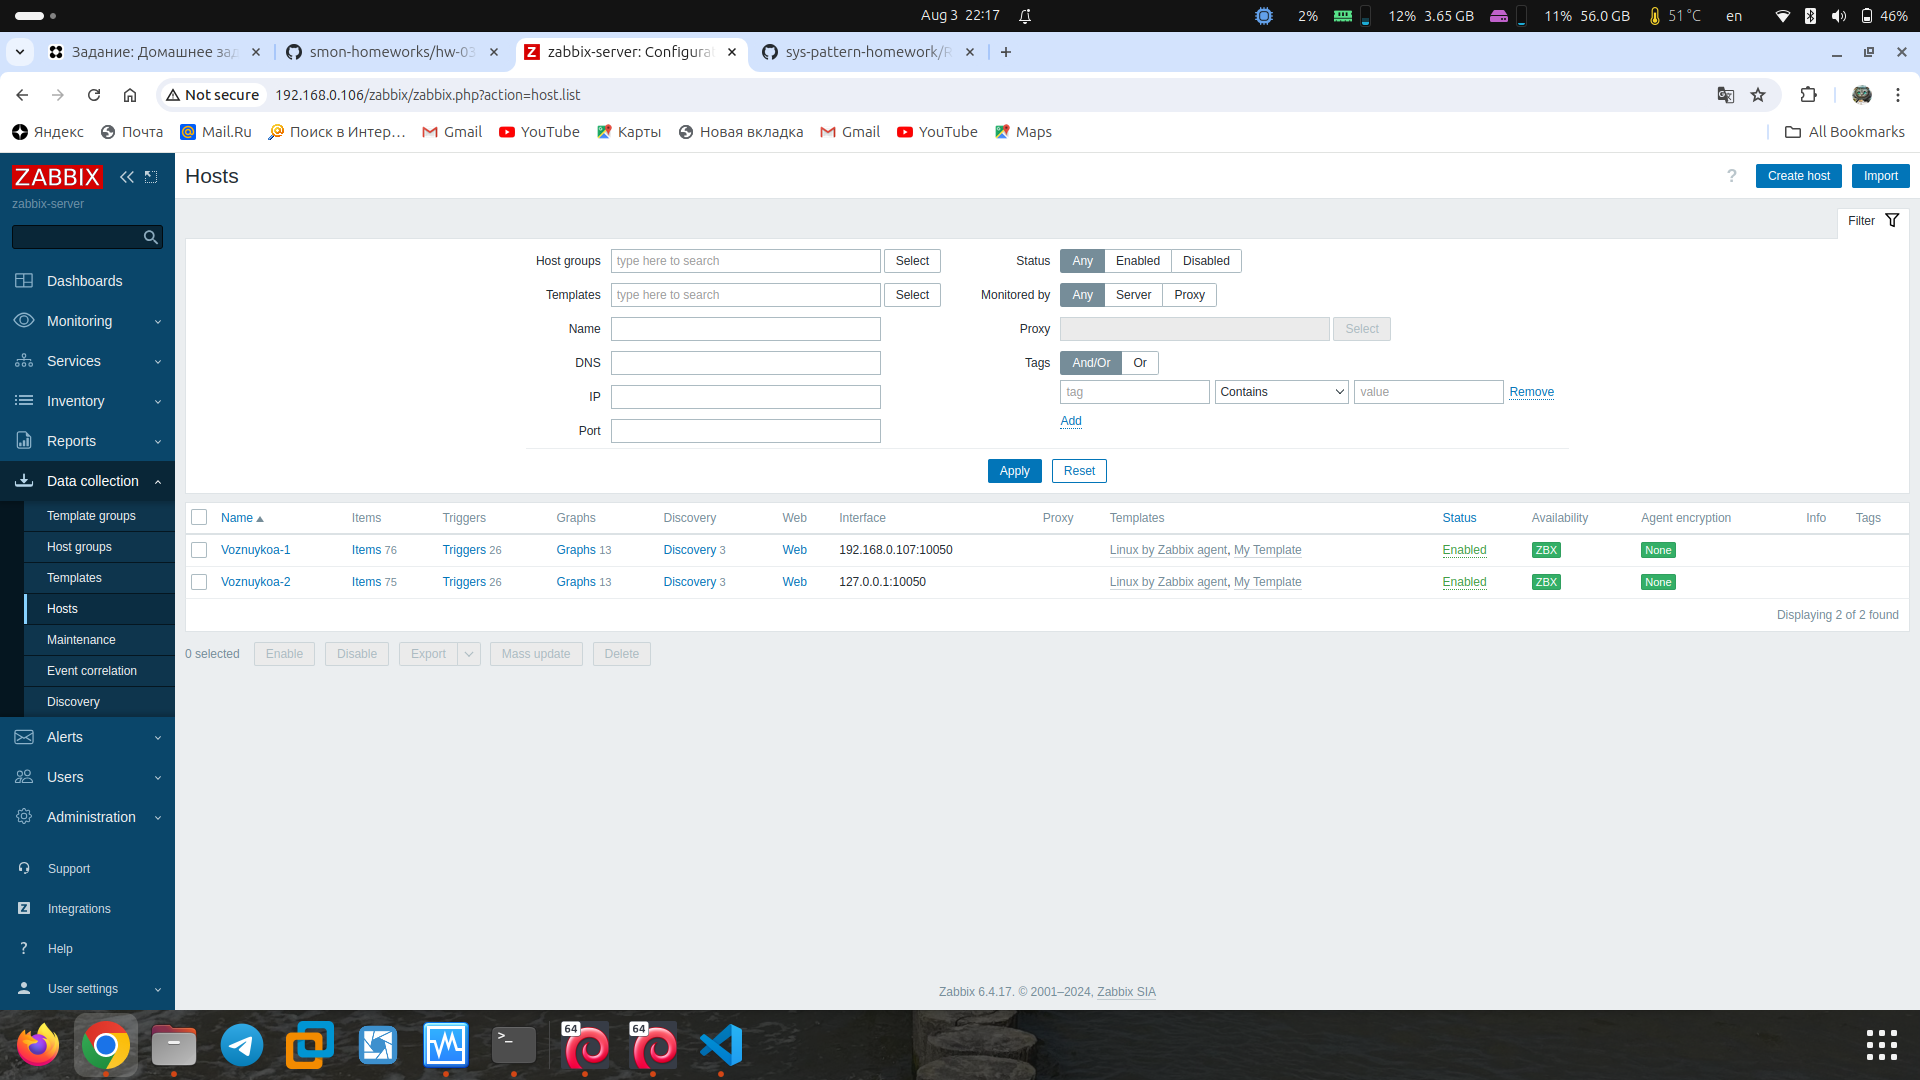 Aug 3 22:17
2% 12% 3.65 GB 11% 56.0 GB 51°C en 46%
Задание: Домашнее зад
smon-homeworks/hw-03
zabbix-server: Configura
sys-pattern-homework/R
Not secure 192.168.0.106/zabbix/zabbix.php?action=host.list
Яндекс Почта Mail.Ru Поиск в Интер… Gmail YouTube Карты Новая вкладка Gmail YouTube Maps All Bookmarks
ZABBIX
zabbix-server
Dashboards
Monitoring
Services
Inventory
Reports
Data collection
Template groups
Host groups
Templates
Hosts
Maintenance
Event correlation
Discovery
Alerts
Users
Administration
Support
Integrations
Help
User settings
Hosts ? Create host Import
Filter
Host groups type here to search Select
Templates type here to search Select
Name
DNS
IP
Port
Status Any Enabled Disabled
Monitored by Any Server Proxy
Proxy Select
Tags And/Or Or
tag Contains value Remove
Add
Apply Reset
Name Items Triggers Graphs Discovery Web Interface Proxy Templates Status Availability Agent encryption Info Tags
Voznuykoa-1 Items 76 Triggers 26 Graphs 13 Discovery 3 Web 192.168.0.107:10050 Linux by Zabbix agent, My Template Enabled ZBX None
Voznuykoa-2 Items 75 Triggers 26 Graphs 13 Discovery 3 Web 127.0.0.1:10050 Linux by Zabbix agent, My Template Enabled ZBX None
Displaying 2 of 2 found
0 selected Enable Disable Export Mass update Delete
Zabbix 6.4.17. © 2001–2024, Zabbix SIA
64 64